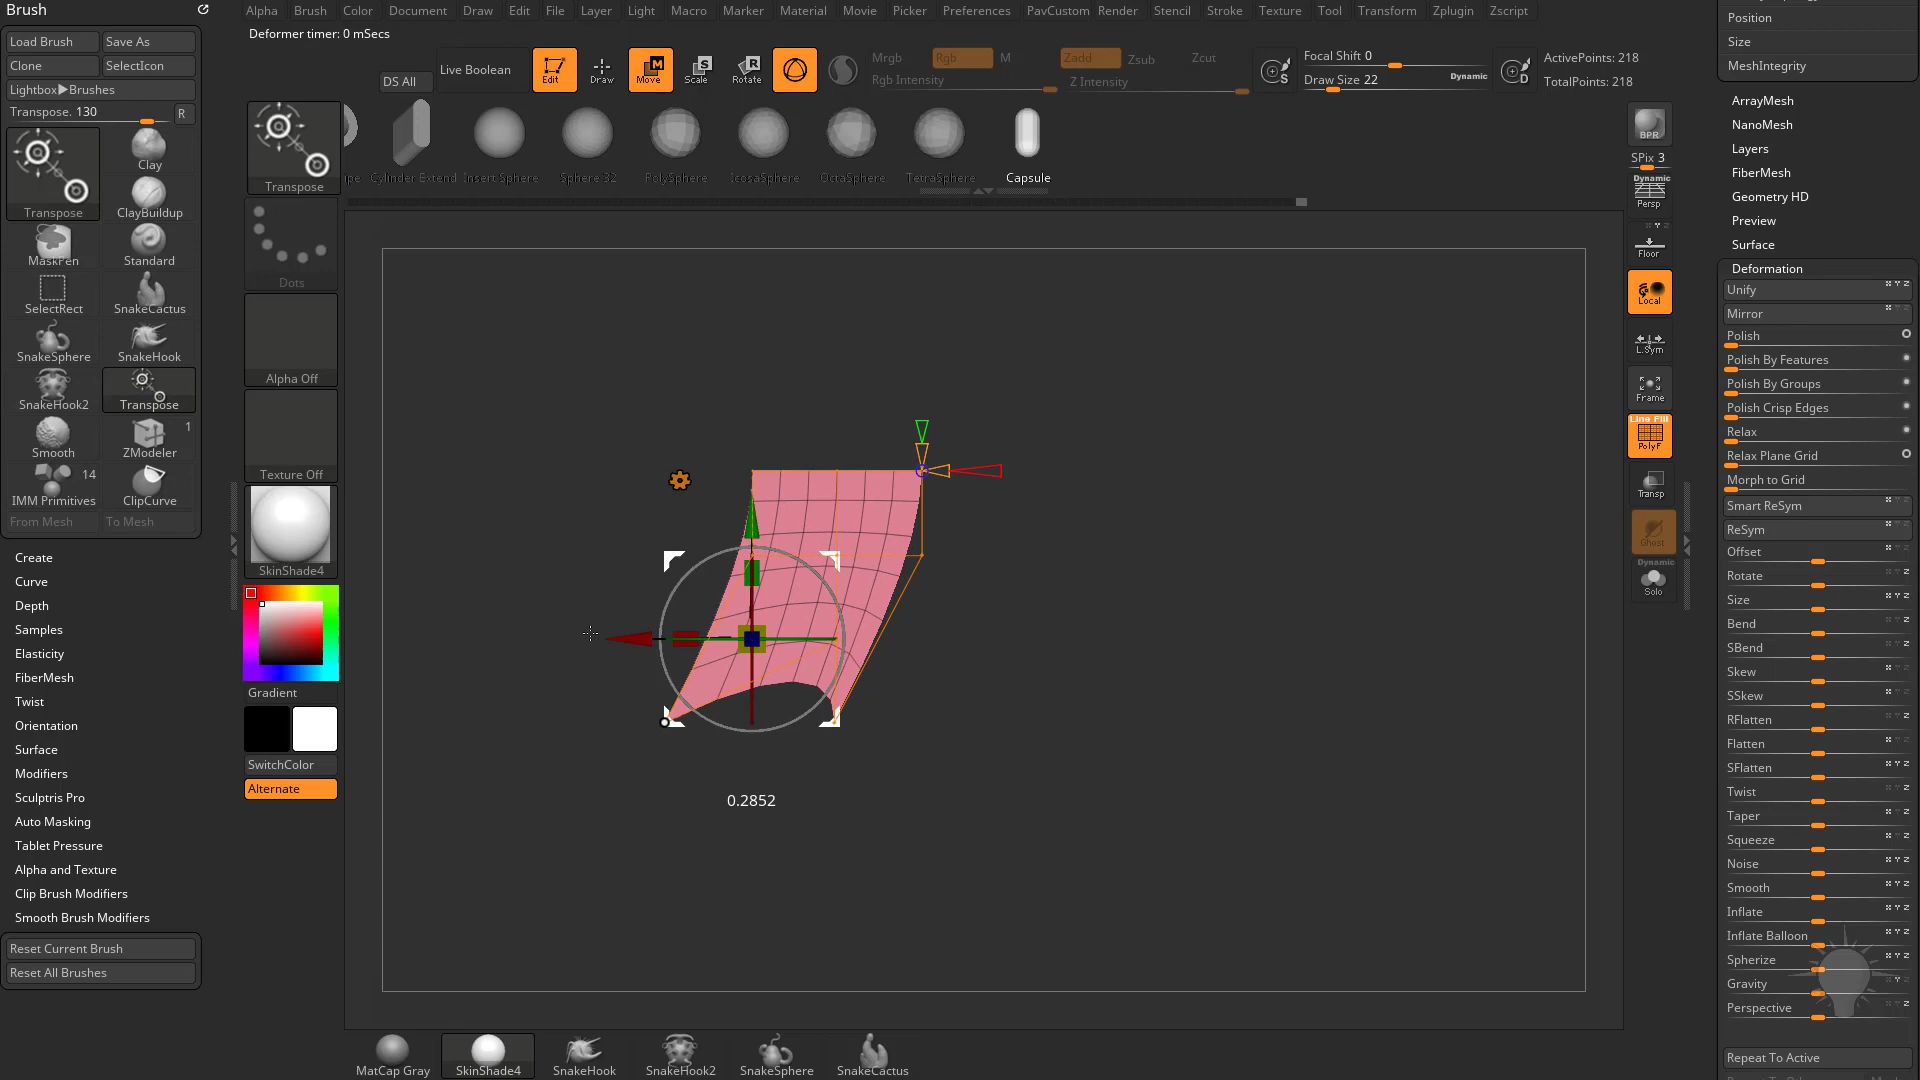 Brush
Alpha Brush Color Document Draw Edit File Layer Light Macro Marker Material Movie Picker Preferences PavCustom Render Stencil Stroke Texture Tool Transform Zplugin Zscript
Deformer timer: 0 mSecs
Load Brush Save As
Clone SelectIcon
Lightbox▶Brushes
Transpose. 130 R
Transpose
Clay
ClayBuildup
MaskPen Standard
SelectRect SnakeCactus
SnakeSphere SnakeHook
SnakeHook2 Transpose
Smooth ZModeler 1
IMM Primitives 14 ClipCurve
From Mesh To Mesh
Create
Curve
Depth
Samples
Elasticity
FiberMesh
Twist
Orientation
Surface
Modifiers
Sculptris Pro
Auto Masking
Tablet Pressure
Alpha and Texture
Clip Brush Modifiers
Smooth Brush Modifiers
Reset Current Brush
Reset All Brushes
DS All Live Boolean Edit Draw Move Scale Rotate
Mrgb Rgb M
Rgb Intensity
Zadd Zsub Zcut
Z Intensity
S Focal Shift 0
Draw Size 22 Dynamic
D ActivePoints: 218
TotalPoints: 218
Transpose Cylinder Extend Insert Sphere Sphere 32 PolySphere IcosaSphere OctaSphere TetraSphere Capsule
Dots
Alpha Off
Texture Off
SkinShade4
Gradient
SwitchColor
Alternate
0.2852
MatCap Gray SkinShade4 SnakeHook SnakeHook2 SnakeSphere SnakeCactus
BPR
SPix 3
Dynamic
Persp
Floor
Local
L.Sym
Frame
Line Fill
PolyF
Transp
Ghost
Dynamic
Solo
Position
Size
MeshIntegrity
ArrayMesh
NanoMesh
Layers
FiberMesh
Geometry HD
Preview
Surface
Deformation
Unify
Mirror
Polish
Polish By Features
Polish By Groups
Polish Crisp Edges
Relax
Relax Plane Grid
Morph to Grid
Smart ReSym
ReSym
Offset
Rotate
Size
Bend
SBend
Skew
SSkew
RFlatten
Flatten
SFlatten
Twist
Taper
Squeeze
Noise
Smooth
Inflate
Inflate Balloon
Spherize
Gravity
Perspective
Repeat To Active